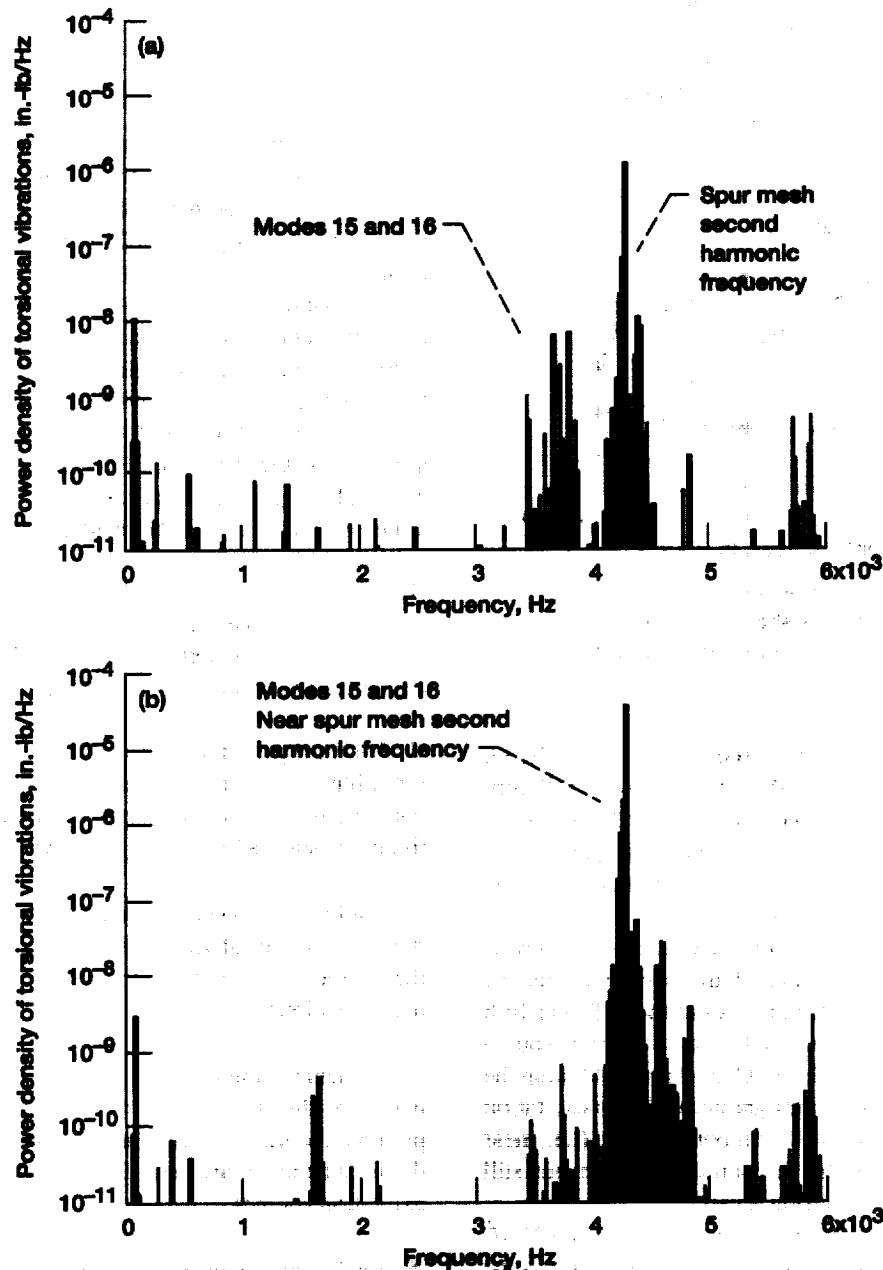 Power density of torsional vibrations, in.-lb/Hz
(a)
10⁻⁴
10⁻⁵
10⁻⁶
10⁻⁷
10⁻⁸
10⁻⁹
10⁻¹⁰
10⁻¹¹
Modes 15 and 16
Spur mesh
second
harmonic
frequency
0 1 2 3 4 5 6x10³
Frequency, Hz
Power density of torsional vibrations, in.-lb/Hz
(b)
10⁻⁴
10⁻⁵
10⁻⁶
10⁻⁷
10⁻⁸
10⁻⁹
10⁻¹⁰
10⁻¹¹
Modes 15 and 16
Near spur mesh second
harmonic frequency
0 1 2 3 4 5 6x10³
Frequency, Hz